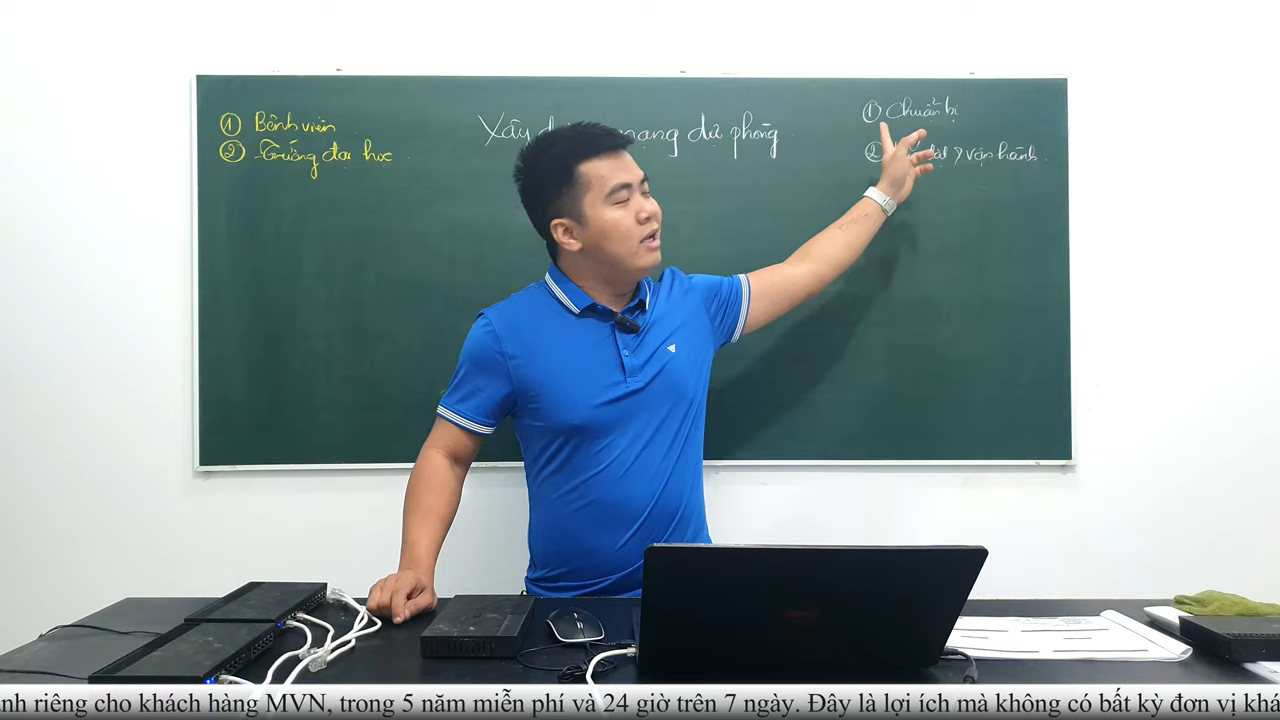 ① Bệnh viện
② Trường đại học
Xây mạng dự phòng
① Chuẩn bị
② vận hành
ành riêng cho khách hàng MVN, trong 5 năm miễn phí và 24 giờ trên 7 ngày. Đây là lợi ích mà không có bất kỳ đơn vị khá